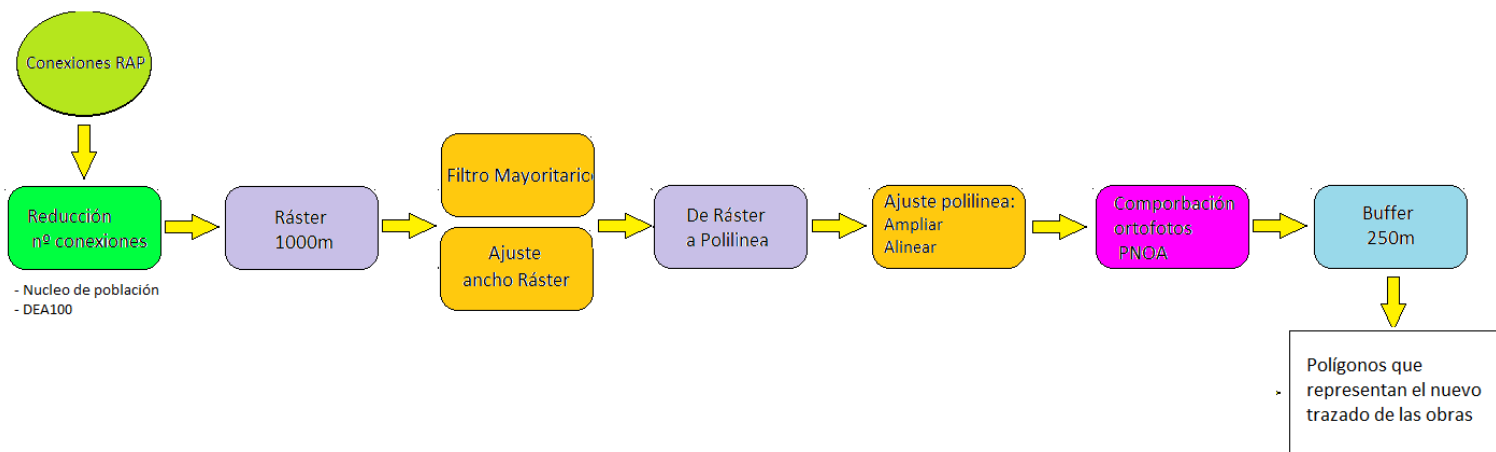 Conexiones RAP
Reducción
nº conexiones
- Nucleo de población
- DEA100
Ráster
1000m
Filtro Mayoritario
Ajuste
ancho Ráster
De Ráster
a Polilinea
Ajuste polilinea:
Ampliar
Alinear
Comporbación
ortofotos
PNOA
Buffer
250m
Polígonos que
representan el nuevo
trazado de las obras